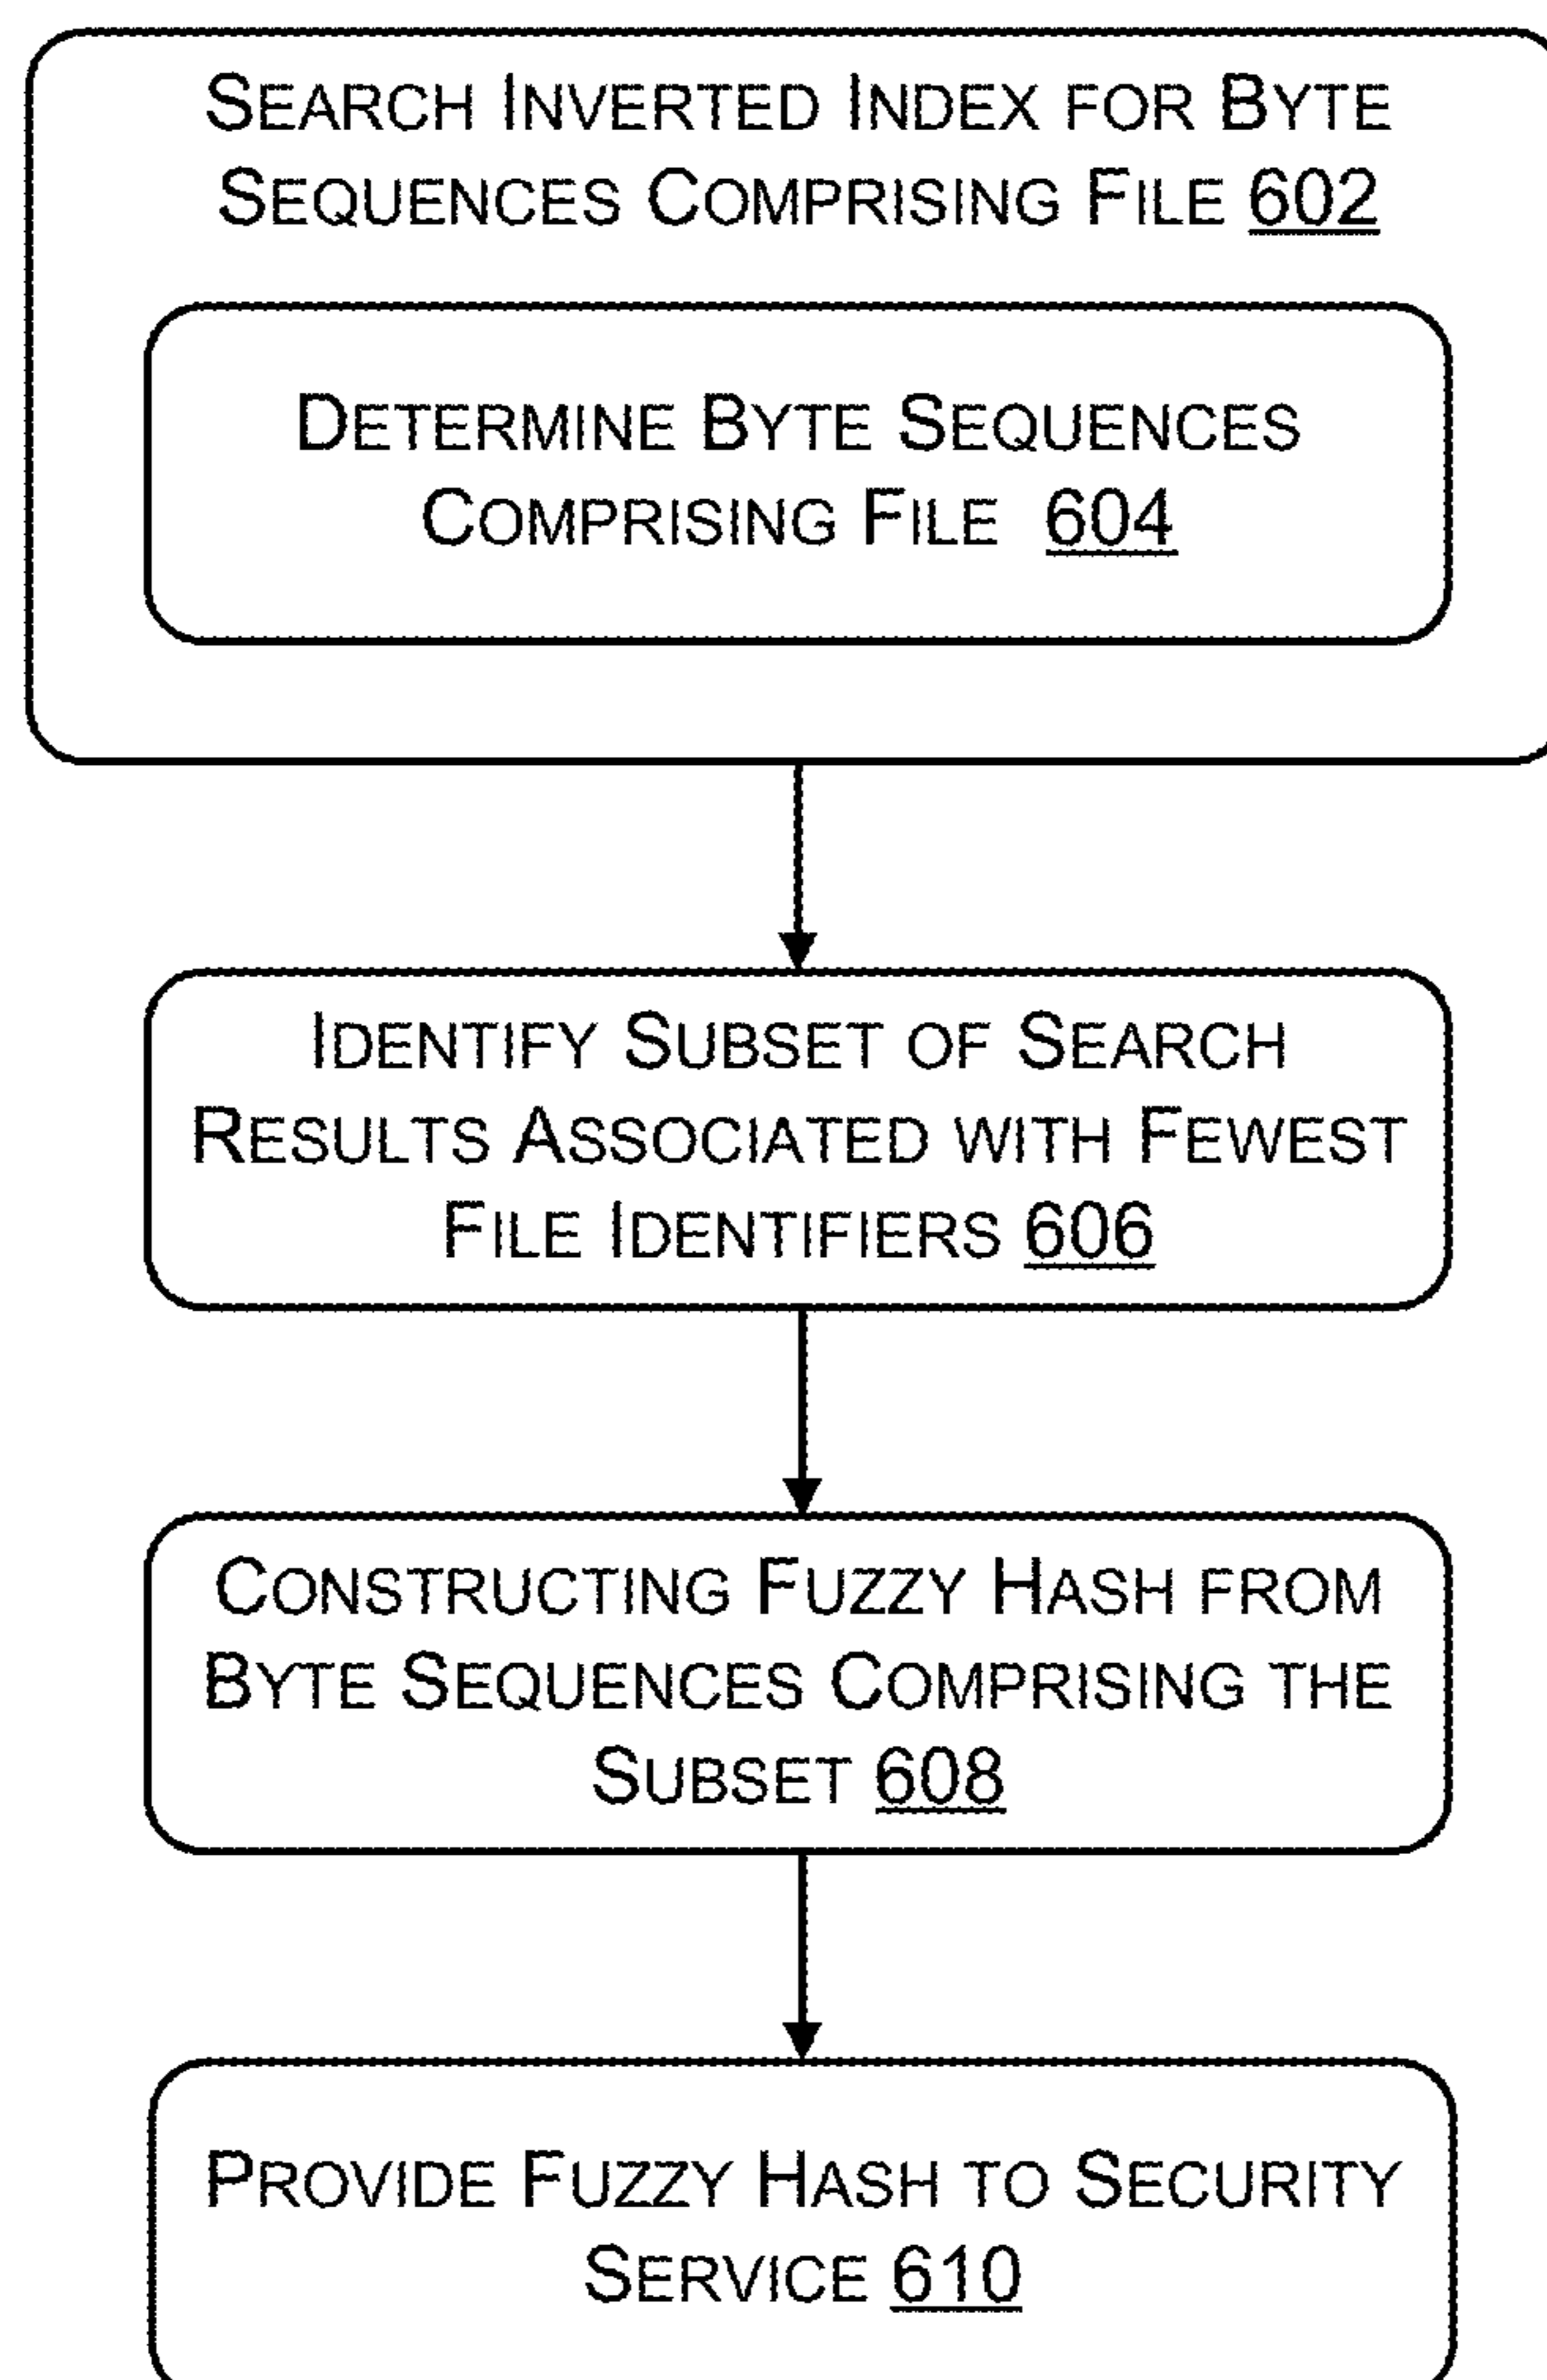 SEARCH INVERTED INDEX FOR BYTE
SEQUENCES COMPRISING FILE 602
DETERMINE BYTE SEQUENCES
COMPRISING FILE 604
IDENTIFY SUBSET OF SEARCH
RESULTS ASSOCIATED WITH FEWEST
FILE IDENTIFIERS 606
CONSTRUCTING FUZZY HASH FROM
BYTE SEQUENCES COMPRISING THE
SUBSET 608
PROVIDE FUZZY HASH TO SECURITY
SERVICE 610